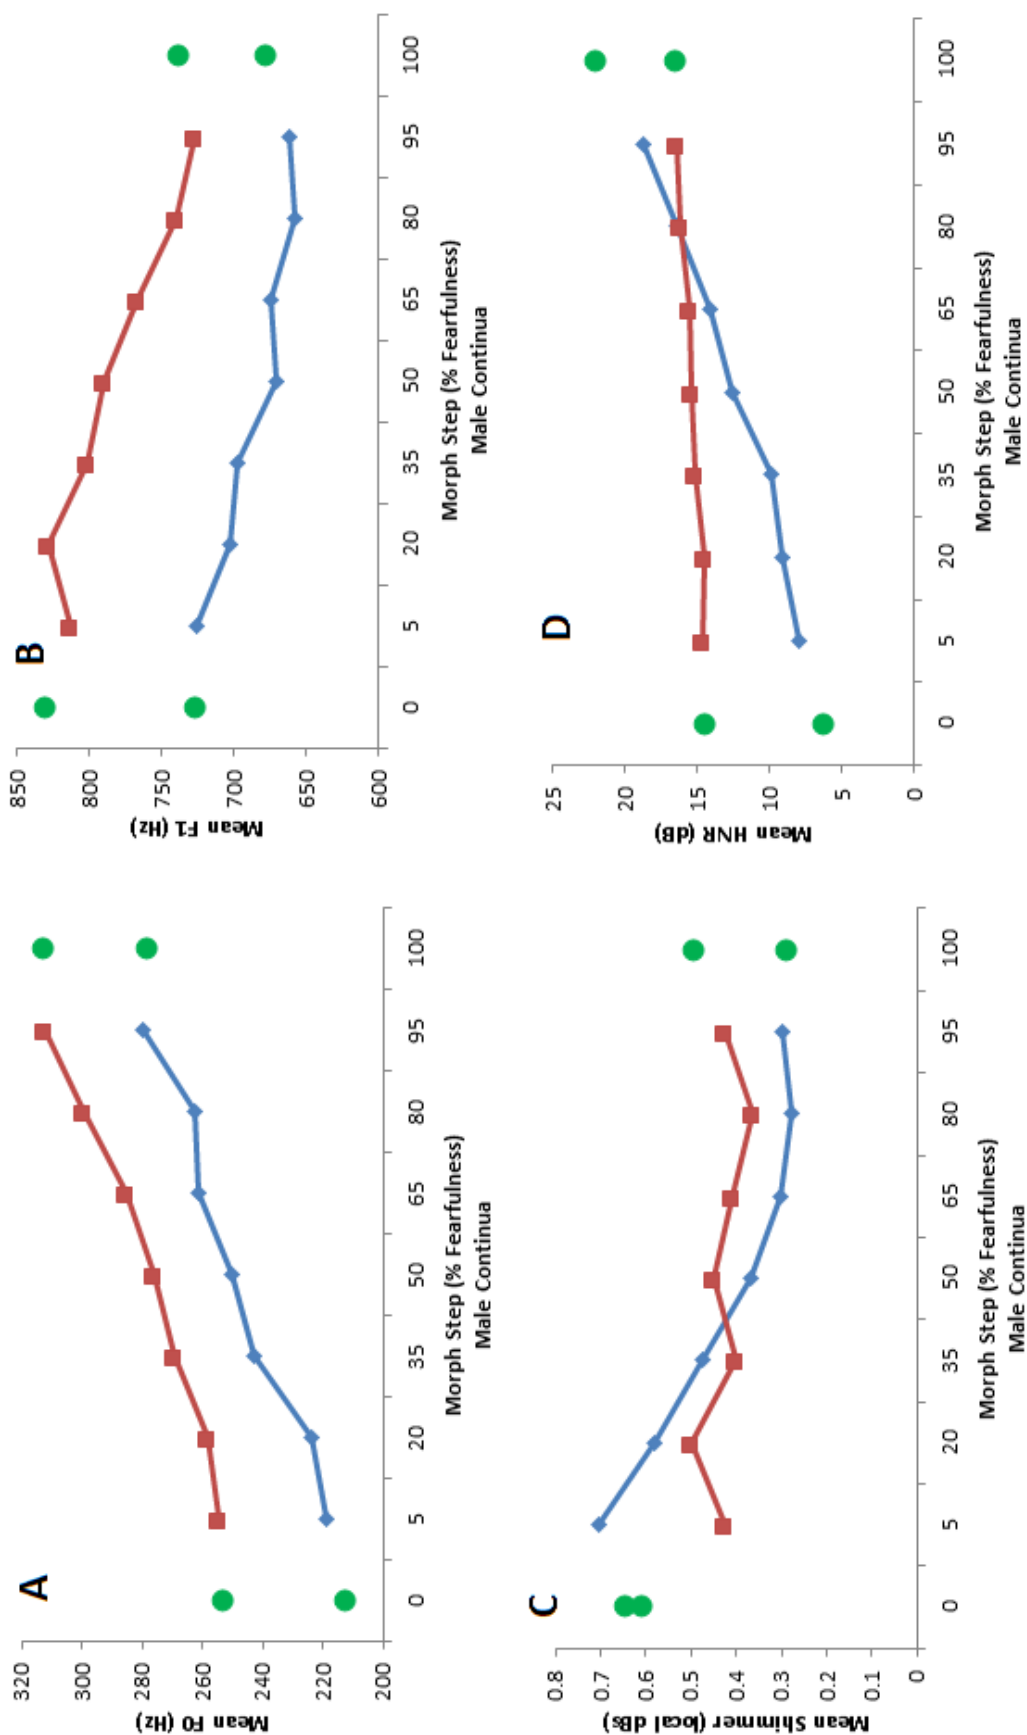 A
320
300
280
260
240
220
200
Mean F0 (Hz)
0 5 20 35 50 65 80 95 100
Morph Step (% Fearfulness)
Male Continua
B
850
800
750
700
650
600
Mean F1 (Hz)
0 5 20 35 50 65 80 95 100
Morph Step (% Fearfulness)
Male Continua
C
0.8
0.7
0.6
0.5
0.4
0.3
0.2
0.1
0
Mean Shimmer (local dBs)
0 5 20 35 50 65 80 95 100
Morph Step (% Fearfulness)
Male Continua
D
25
20
15
10
5
0
Mean HNR (dB)
0 5 20 35 50 65 80 95 100
Morph Step (% Fearfulness)
Male Continua